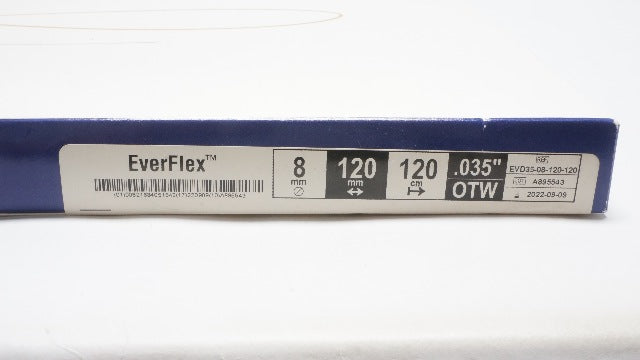 EverFlex™
8
mm
120
mm
120
cm
.035"
OTW
REF
EVD35-08-120-120
LOT A895543
2022-09-09